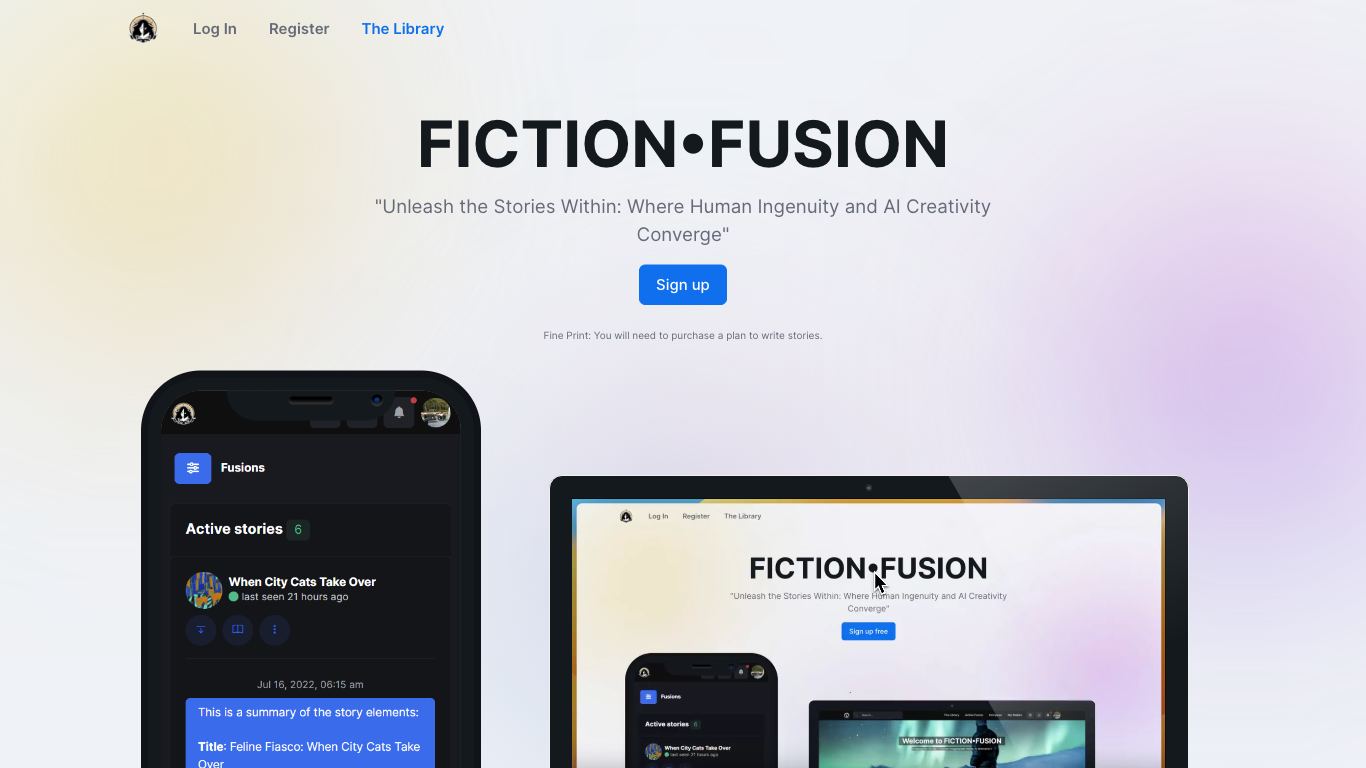 Log In
Register
The Library
FICTION•FUSION
"Unleash the Stories Within: Where Human Ingenuity and AI Creativity
Converge"
Sign up
Fine Print: You will need to purchase a plan to write stories.
Fusions
Active stories 6
When City Cats Take Over
last seen 21 hours ago
Jul 16, 2022, 06:15 am
This is a summary of the story elements:
Title: Feline Fiasco: When City Cats Take
Over
Log In
Register
The Library
FICTION•FUSION
"Unleash the Stories Within: Where Human Ingenuity and AI Creativity
Converge"
Sign up free
Fusions
Active stories 6
When City Cats Take Over
last seen 21 hours ago
Welcome to FICTION•FUSION